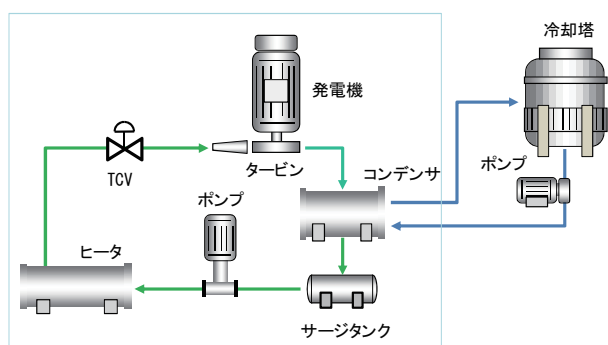 冷却塔
発電機
TCV
タービン
コンデンサ
ポンプ
ポンプ
ヒータ
サージタンク